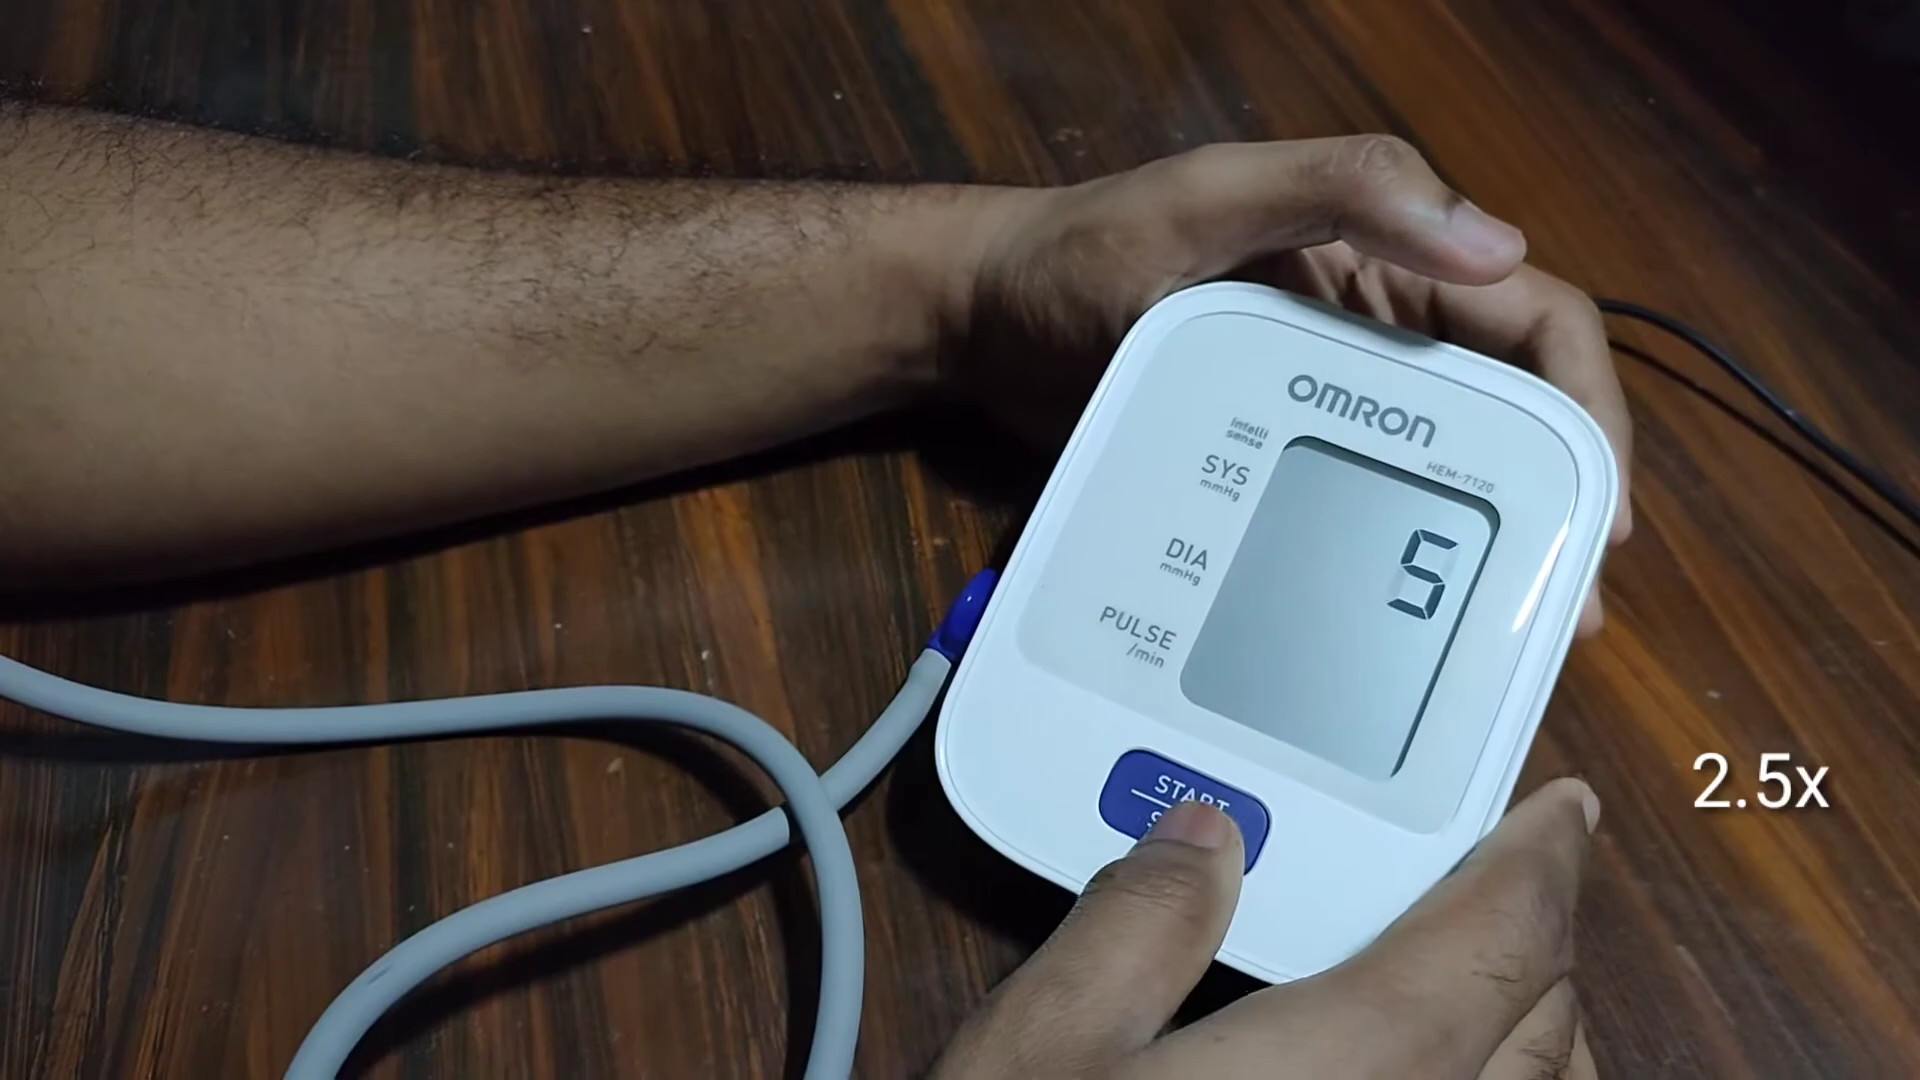 OMRON
intelli
sense
HEM-7120
SYS
mmHg
5
DIA
mmHg
PULSE
/min
START
2.5x